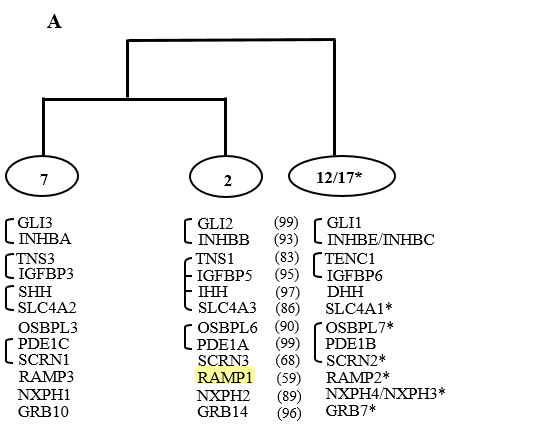 A
7 2 12/17*
GLI3 GLI2 (99) GLI1
INHBA INHBB (93) INHBE/INHBC
TNS3 TNS1 (83) TENC1
IGFBP3 IGFBP5 (95) IGFBP6
SHH IHH (97) DHH
SLC4A2 SLC4A3 (86) SLC4A1*
OSBPL3 OSBPL6 (90) OSBPL7*
PDE1C PDE1A (99) PDE1B
SCRN1 SCRN3 (68) SCRN2*
RAMP3 RAMP1 (59) RAMP2*
NXPH1 NXPH2 (89) NXPH4/NXPH3*
GRB10 GRB14 (96) GRB7*